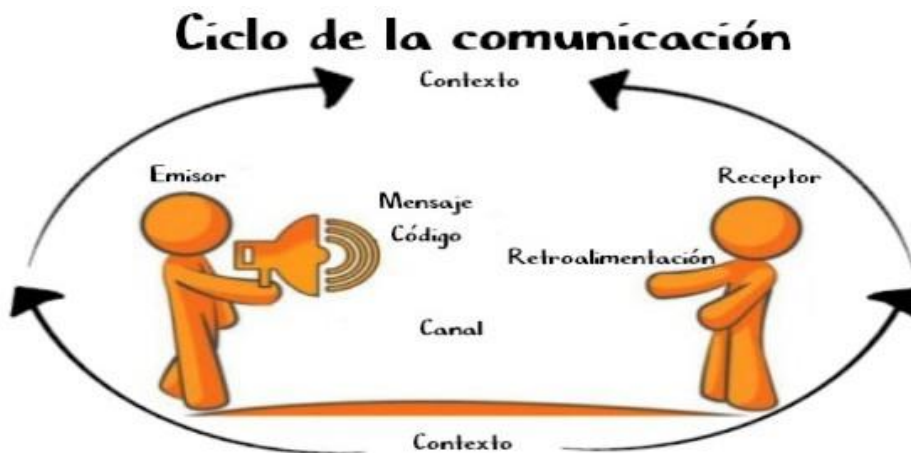 Ciclo de la comunicación
Contexto
Emisor
Receptor
Mensaje
Código
Retroalimentación
Canal
Contexto